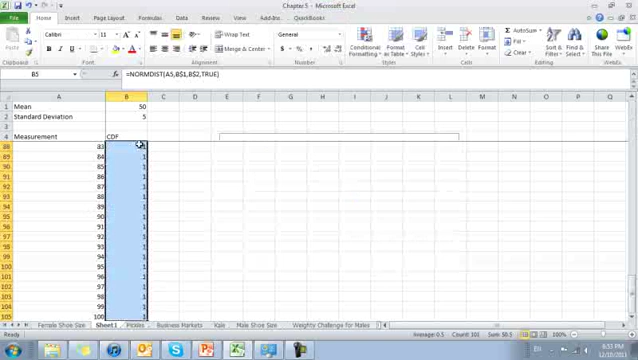 Chapter 5 - Microsoft Excel
File Home Insert Page Layout Formulas Data Review View Add-Ins QuickBooks
Paste Calibri 11 General Conditional Formatting Format as Table Cell Styles Insert Delete Format AutoSum Fill Clear Sort & Filter Find & Select Share This WebEx
B I U Wrap Text Merge & Center $ % ,
Clipboard Font Alignment Number Styles Cells Editing WebEx
B5 fx =NORMDIST(A5,B$1,B$2,TRUE)
A B C D E F G H I J K L M N O P Q
1 Mean 50
2 Standard Deviation 5
3
4 Measurement CDF
88 83 1
89 84 1
90 85 1
91 86 1
92 87 1
93 88 1
94 89 1
95 90 1
96 91 1
97 92 1
98 93 1
99 94 1
100 95 1
101 96 1
102 97 1
103 98 1
104 99 1
105 100 1
Female Shoe Size Sheet1 Pickles Business Markets Kale Male Shoe Size Weighty Challenge for Males
Average: 0.5 Count: 101 Sum: 50.5 100%
EN 6:33 PM
12/10/2011